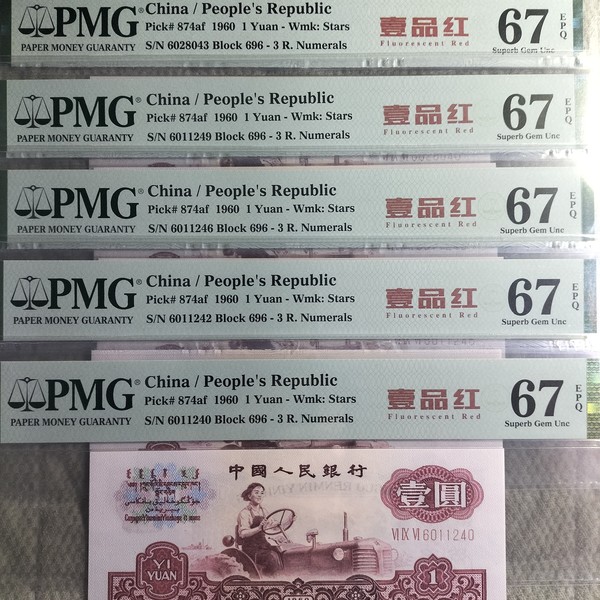 PMG®
PAPER MONEY GUARANTY
China / People's Republic
Pick# 874af 1960 1 Yuan - Wmk: Stars
S/N 6028043 Block 696 - 3 R. Numerals
壹品红
Fluorescent Red
67 EPQ
Superb Gem Unc
PMG®
PAPER MONEY GUARANTY
China / People's Republic
Pick# 874af 1960 1 Yuan - Wmk: Stars
S/N 6011249 Block 696 - 3 R. Numerals
壹品红
Fluorescent Red
67 EPQ
Superb Gem Unc
PMG®
PAPER MONEY GUARANTY
China / People's Republic
Pick# 874af 1960 1 Yuan - Wmk: Stars
S/N 6011246 Block 696 - 3 R. Numerals
壹品红
Fluorescent Red
67 EPQ
Superb Gem Unc
PMG®
PAPER MONEY GUARANTY
China / People's Republic
Pick# 874af 1960 1 Yuan - Wmk: Stars
S/N 6011242 Block 696 - 3 R. Numerals
壹品红
Fluorescent Red
67 EPQ
Superb Gem Unc
PMG®
PAPER MONEY GUARANTY
China / People's Republic
Pick# 874af 1960 1 Yuan - Wmk: Stars
S/N 6011240 Block 696 - 3 R. Numerals
壹品红
Fluorescent Red
67 EPQ
Superb Gem Unc
中國人民銀行
壹圓
VI IX VI 6011240
YI
YUAN
1